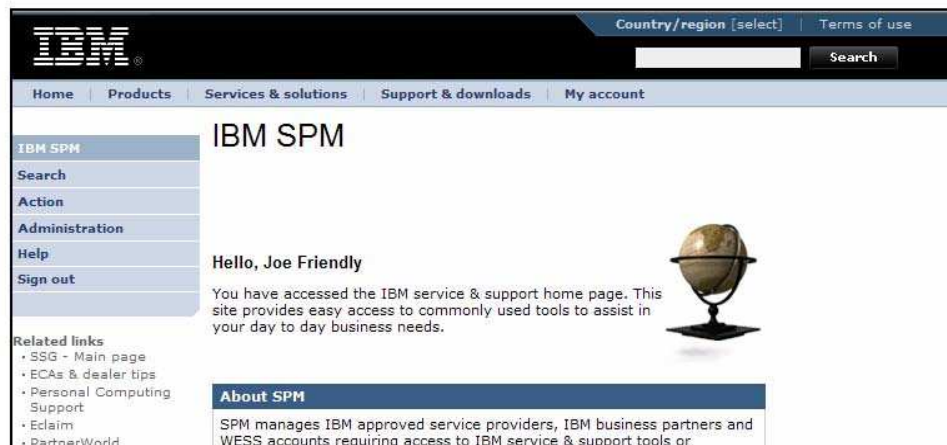 Country/region [select] | Terms of use
IBM®
Search
Home | Products | Services & solutions | Support & downloads | My account
IBM SPM
Search
Action
Administration
Help
Sign out
Related links
• SSG - Main page
• ECAs & dealer tips
• Personal Computing
Support
• Eclaim
• PartnerWorld
IBM SPM
Hello, Joe Friendly
You have accessed the IBM service & support home page. This
site provides easy access to commonly used tools to assist in
your day to day business needs.
About SPM
SPM manages IBM approved service providers, IBM business partners and
WESS accounts requiring access to IBM service & support tools or